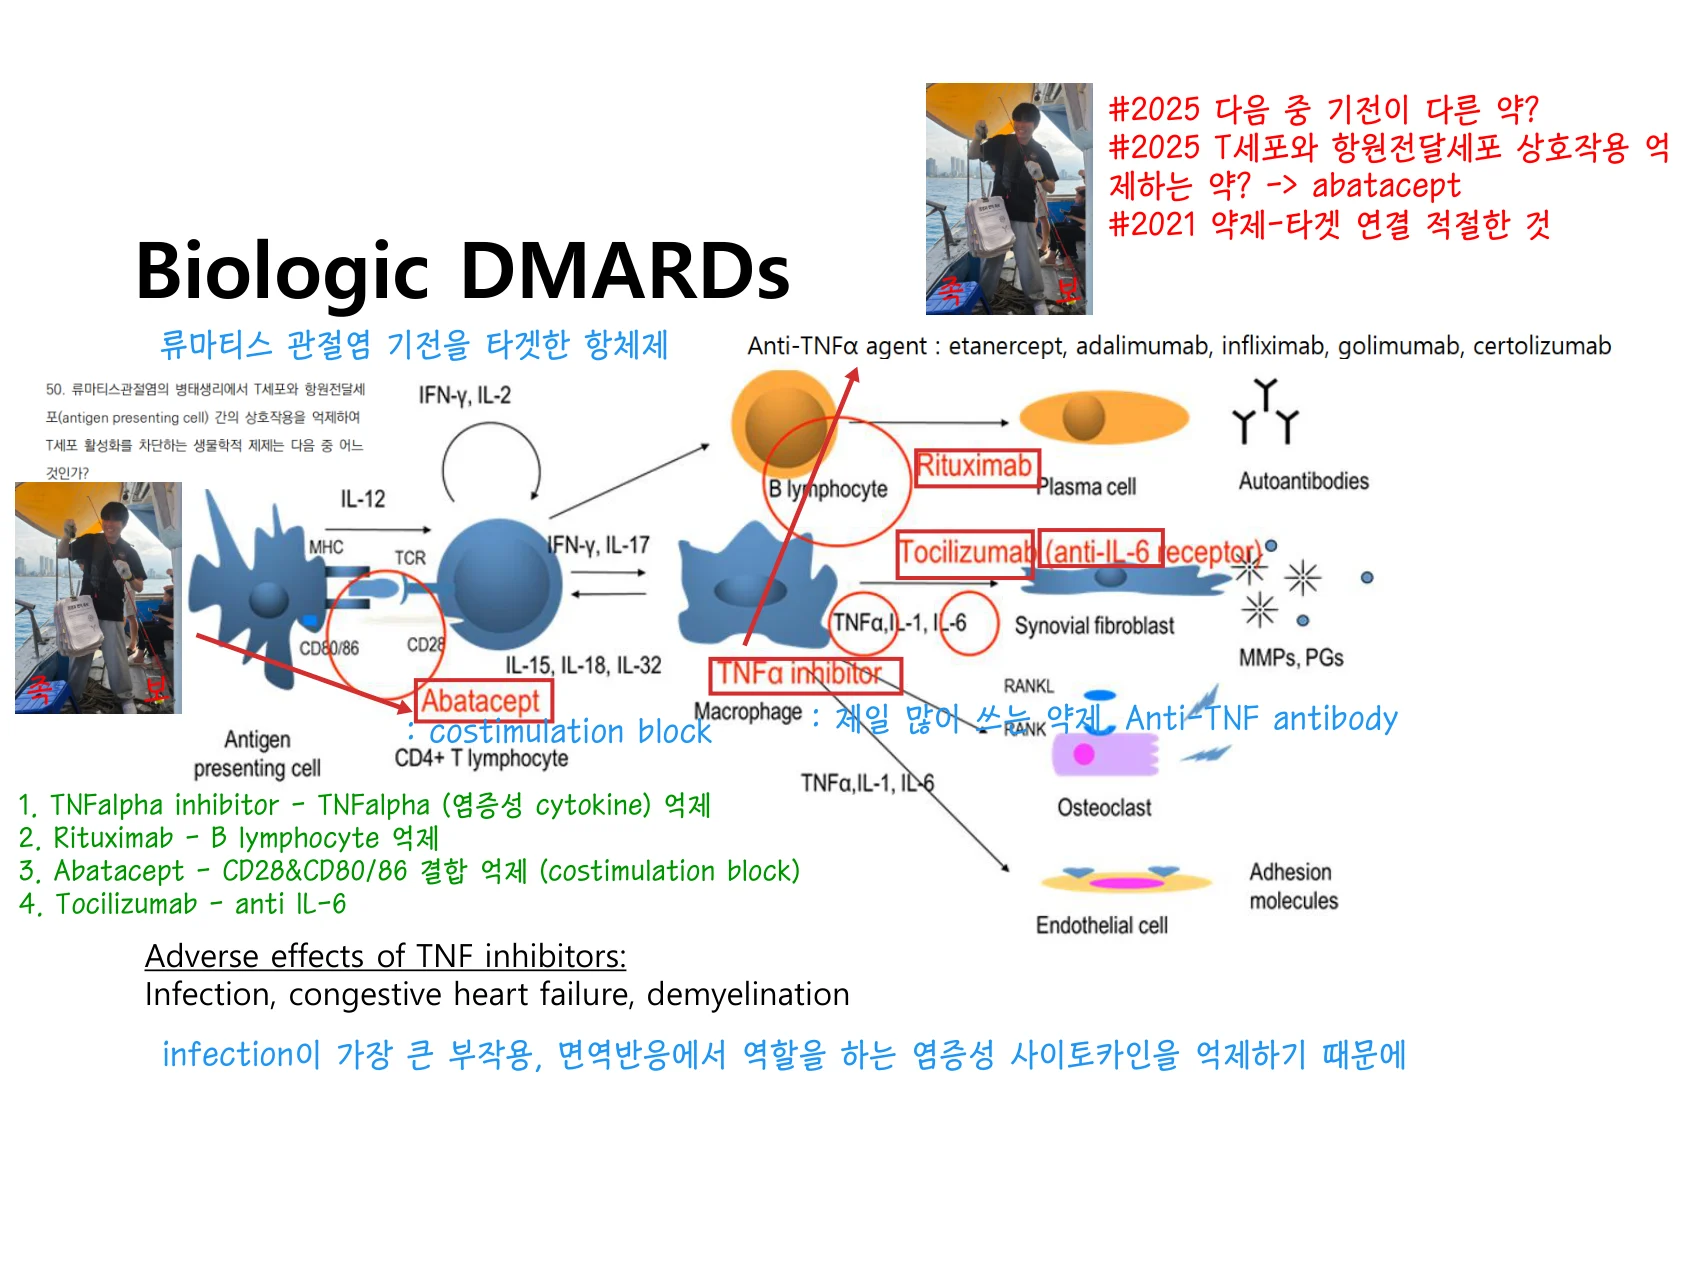 #2025 다음 중 기전이 다른 약?
#2025 T세포와 항원전달세포 상호작용 억
제하는 약? -> abatacept
#2021 약제-타겟 연결 적절한 것
족 보
Biologic DMARDs
류마티스 관절염 기전을 타겟한 항체제
Anti-TNFα agent : etanercept, adalimumab, infliximab, golimumab, certolizumab
50. 류마티스관절염의 병태생리에서 T세포와 항원전달세
포(antigen presenting cell) 간의 상호작용을 억제하여
T세포 활성화를 차단하는 생물학적 제제는 다음 중 어느
것인가?
족 보
IFN-γ, IL-2
IL-12
MHC
TCR
CD80/86
CD28
IFN-γ, IL-17
IL-15, IL-18, IL-32
Abatacept
: costimulation block
Antigen
presenting cell
CD4+ T lymphocyte
B lymphocyte
Rituximab
Plasma cell
Autoantibodies
Tocilizumab (anti-IL-6 receptor)
TNFα,IL-1, IL-6
Synovial fibroblast
MMPs, PGs
TNFα inhibitor
Macrophage
: 제일 많이 쓰는 약제, Anti-TNF antibody
RANKL
RANK
TNFα,IL-1, IL-6
Osteoclast
Adhesion
molecules
Endothelial cell
1. TNFalpha inhibitor - TNFalpha (염증성 cytokine) 억제
2. Rituximab - B lymphocyte 억제
3. Abatacept - CD28&CD80/86 결합 억제 (costimulation block)
4. Tocilizumab - anti IL-6
Adverse effects of TNF inhibitors:
Infection, congestive heart failure, demyelination
infection이 가장 큰 부작용, 면역반응에서 역할을 하는 염증성 사이토카인을 억제하기 때문에